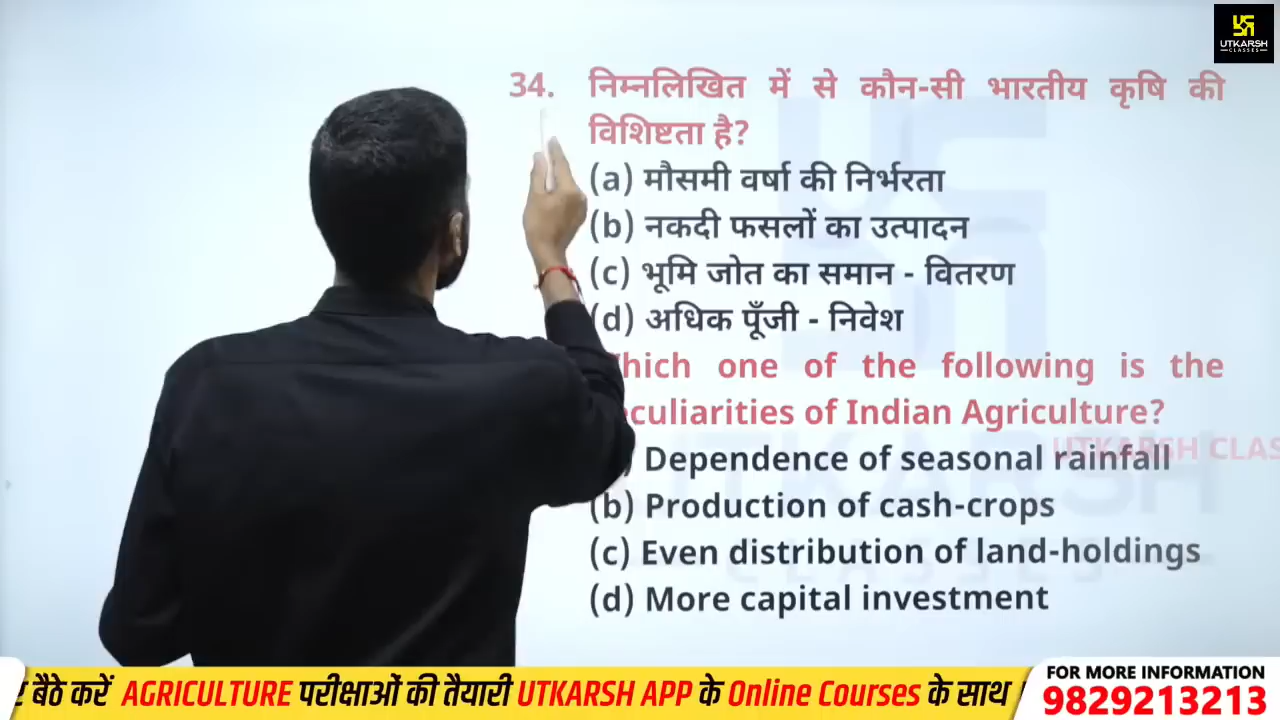 UTKARSH
CLASSES
34. निम्नलिखित में से कौन-सी भारतीय कृषि की
विशिष्टता है?
(a) मौसमी वर्षा की निर्भरता
(b) नकदी फसलों का उत्पादन
(c) भूमि जोत का समान - वितरण
(d) अधिक पूँजी - निवेश
one of the following is the
of Indian Agriculture?
Dependence of seasonal rainfall
UTKARSH CLAS
(b) Production of cash-crops
(c) Even distribution of land-holdings
(d) More capital investment
बैठे करें AGRICULTURE परीक्षाओं की तैयारी UTKARSH APP के Online Courses के साथ
FOR MORE INFORMATION
9829213213